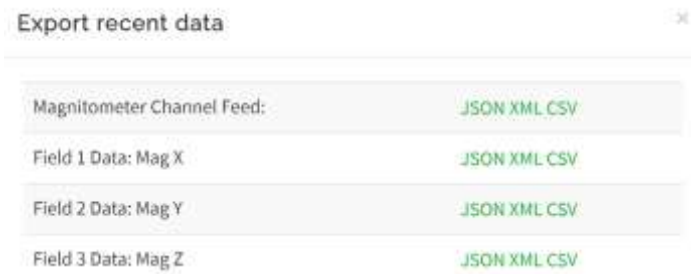 Export recent data ×
Magnitometer Channel Feed: JSON XML CSV
Field 1 Data: Mag X JSON XML CSV
Field 2 Data: Mag Y JSON XML CSV
Field 3 Data: Mag Z JSON XML CSV